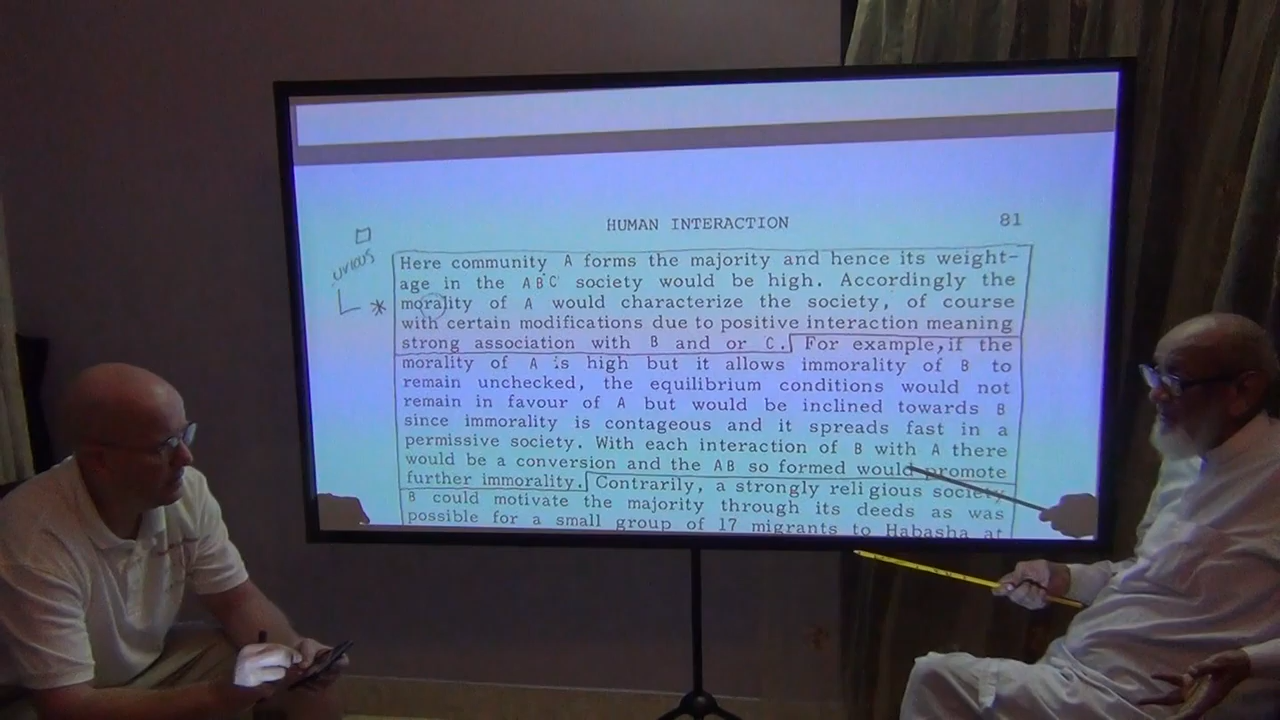 HUMAN INTERACTION 81
Here community A forms the majority and hence its weight-
age in the ABC society would be high. Accordingly the
morality of A would characterize the society, of course
with certain modifications due to positive interaction meaning
strong association with B and or C. For example, if the
morality of A is high but it allows immorality of B to
remain unchecked, the equilibrium conditions would not
remain in favour of A but would be inclined towards B
since immorality is contageous and it spreads fast in a
permissive society. With each interaction of B with A there
would be a conversion and the AB so formed would promote
further immorality. Contrarily, a strongly religious society
B could motivate the majority through its deeds as was
possible for a small group of 17 migrants to Habasha at